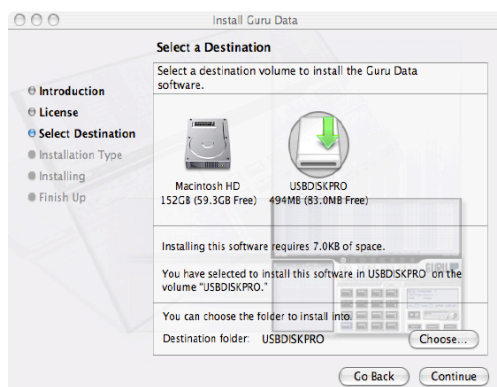 Install Guru Data
Select a Destination
Select a destination volume to install the Guru Data
software.
Introduction
License
Select Destination
Installation Type
Installing
Finish Up
Macintosh HD
152GB (59.3GB Free)
USBDISKPRO
494MB (83.0MB Free)
Installing this software requires 7.0KB of space.
You have selected to install this software in USBDISKPRO on the
volume "USBDISKPRO."
GURU
You can choose the folder to install into.
Destination folder: USBDISKPRO
Choose...
Go Back
Continue